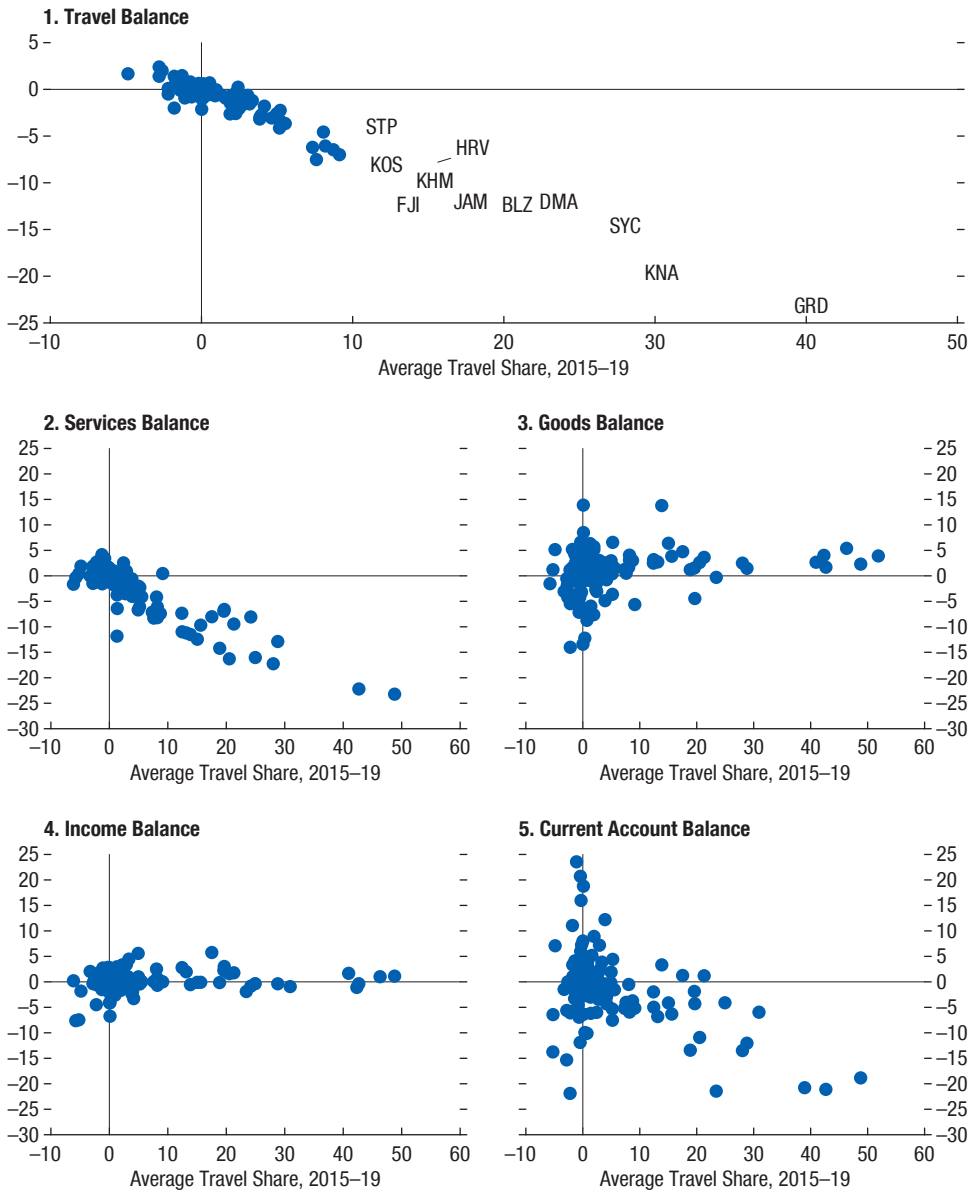 1. Travel Balance
5
0
–5
–10
–15
–20
–25
STP
HRV
KOS
KHM
FJI
JAM
BLZ
DMA
SYC
KNA
GRD
–10 0 10 20 30 40 50
Average Travel Share, 2015–19
2. Services Balance
25
20
15
10
5
0
–5
–10
–15
–20
–25
–30
–10 0 10 20 30 40 50 60
Average Travel Share, 2015–19
3. Goods Balance
25
20
15
10
5
0
–5
–10
–15
–20
–25
–30
–10 0 10 20 30 40 50 60
Average Travel Share, 2015–19
4. Income Balance
25
20
15
10
5
0
–5
–10
–15
–20
–25
–30
–10 0 10 20 30 40 50 60
Average Travel Share, 2015–19
5. Current Account Balance
25
20
15
10
5
0
–5
–10
–15
–20
–25
–30
–10 0 10 20 30 40 50 60
Average Travel Share, 2015–19